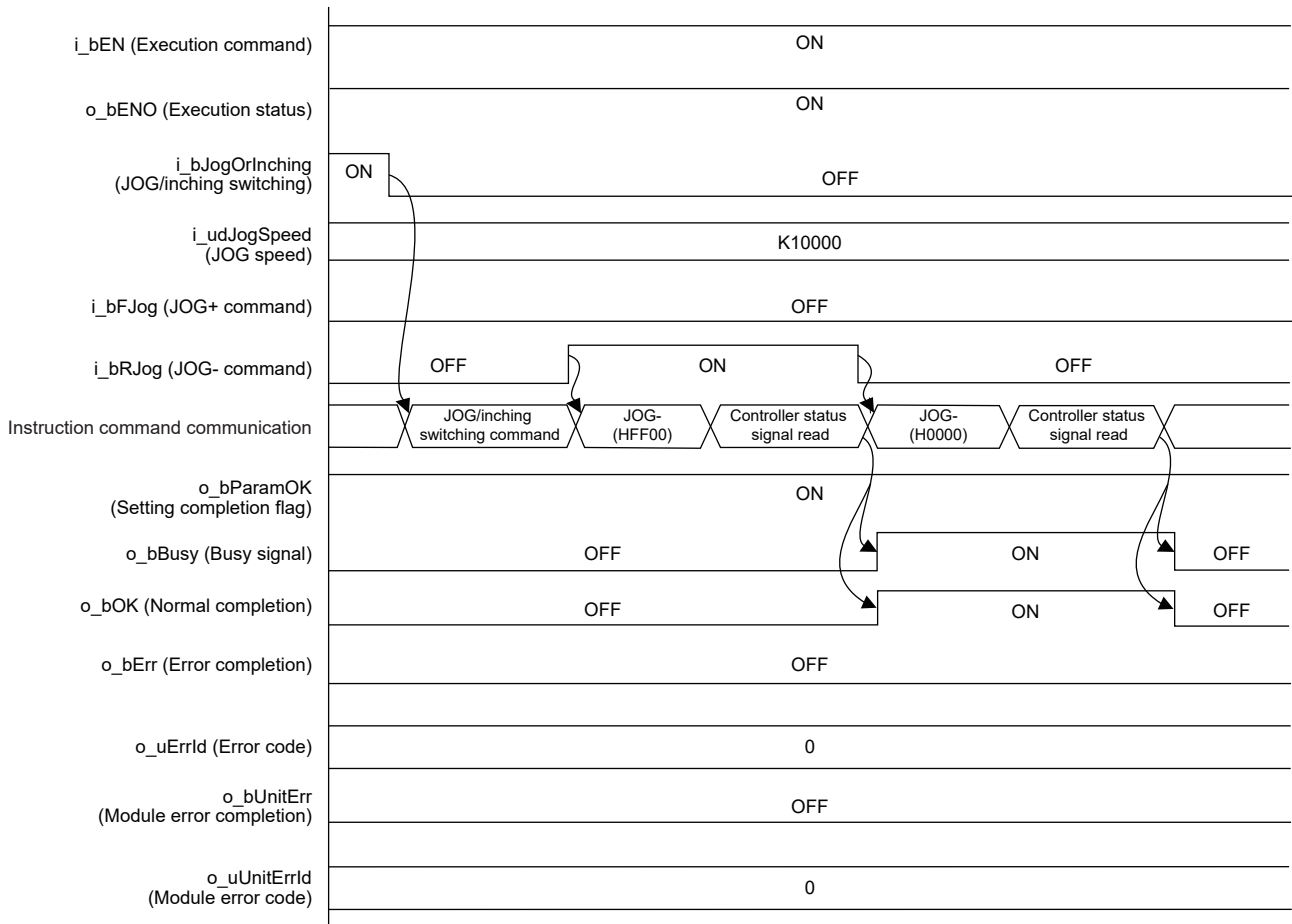 i_bEN (Execution command)
ON
o_bENO (Execution status)
ON
i_bJogOrInching
(JOG/inching switching)
ON
OFF
i_udJogSpeed
(JOG speed)
K10000
i_bFJog (JOG+ command)
OFF
i_bRJog (JOG- command)
OFF
ON
OFF
Instruction command communication
JOG/inching
switching command
JOG-
(HFF00)
Controller status
signal read
JOG-
(H0000)
Controller status
signal read
o_bParamOK
(Setting completion flag)
ON
o_bBusy (Busy signal)
OFF
ON
OFF
o_bOK (Normal completion)
OFF
ON
OFF
o_bErr (Error completion)
OFF
o_uErrId (Error code)
0
o_bUnitErr
(Module error completion)
OFF
o_uUnitErrId
(Module error code)
0